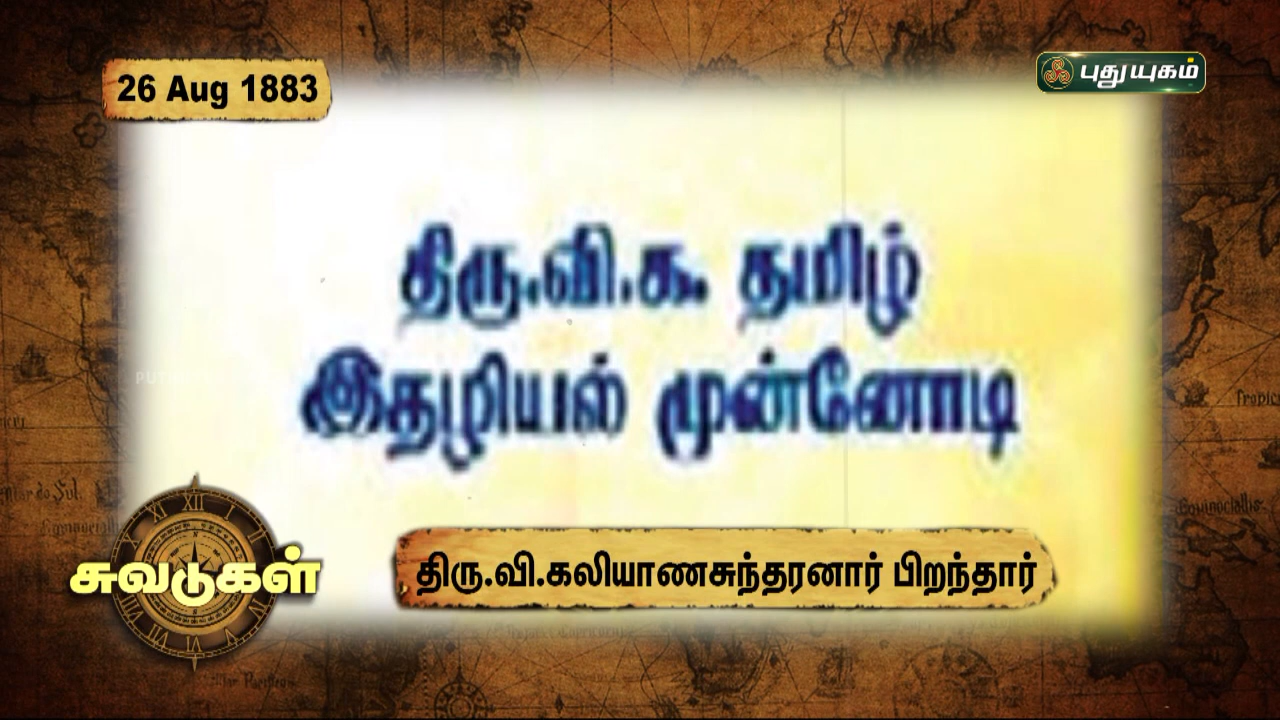 26 Aug 1883
புதுயுகம்
திரு.வி.க. தமிழ்
இதழியல் முன்னோடி
சுவடுகள்
திரு.வி.கலியாணசுந்தரனார் பிறந்தார்